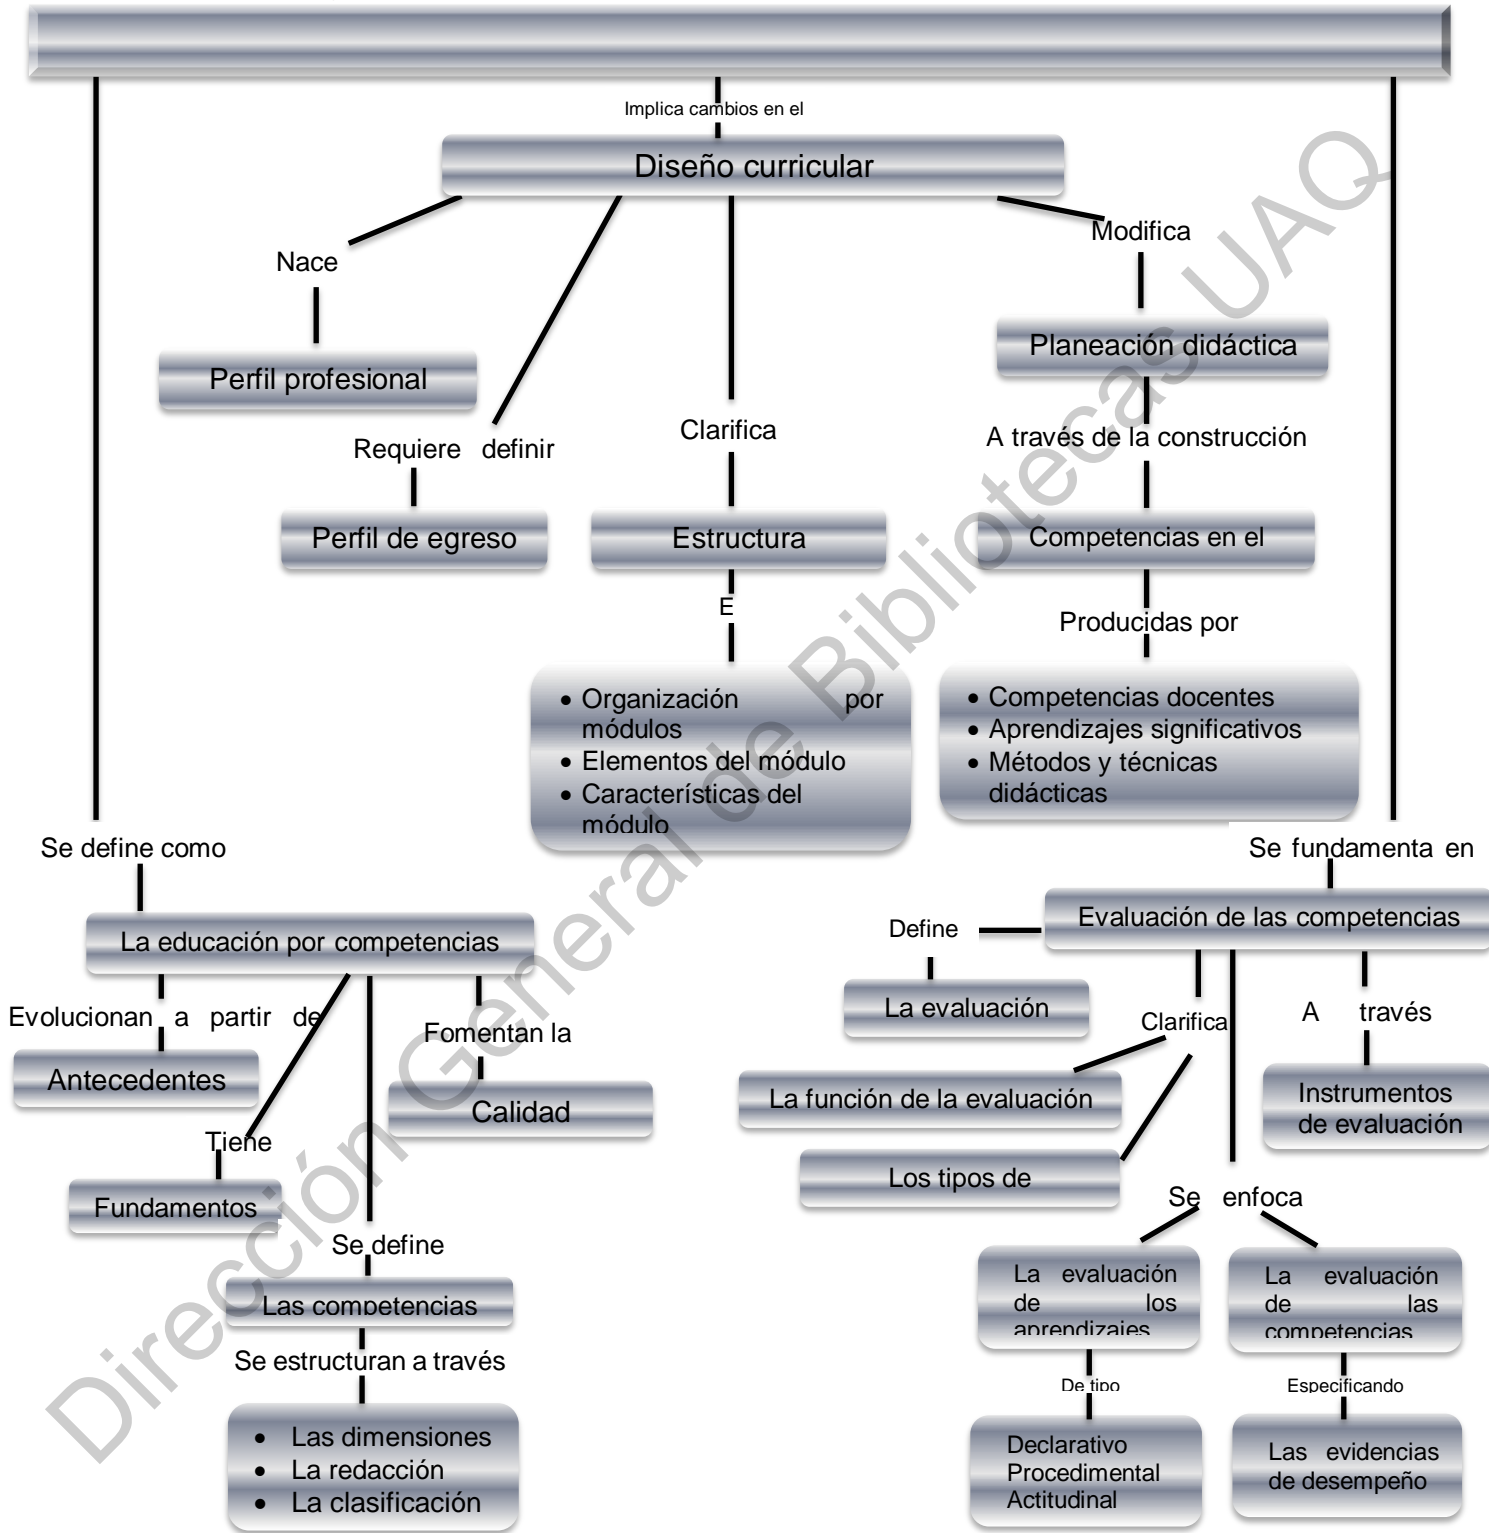 Implica cambios en el
Diseño curricular
Nace
Perfil profesional
Requiere definir
Perfil de egreso
Clarifica
Estructura
E
• Organización por
módulos
• Elementos del módulo
• Características del
módulo
Modifica
Planeación didáctica
A través de la construcción
Competencias en el
Producidas por
• Competencias docentes
• Aprendizajes significativos
• Métodos y técnicas
didácticas
Se define como
La educación por competencias
Evolucionan a partir de
Antecedentes
Tiene
Fundamentos
Fomentan la
Calidad
Se define
Las competencias
Se estructuran a través
• Las dimensiones
• La redacción
• La clasificación
Se fundamenta en
Evaluación de las competencias
Define
La evaluación
Clarifica
La función de la evaluación
Los tipos de
A través
Instrumentos
de evaluación
Se enfoca
La evaluación
de los
aprendizajes
De tipo
Declarativo
Procedimental
Actitudinal
La evaluación
de las
competencias
Especificando
Las evidencias
de desempeño
Dirección General de Bibliotecas UAQ